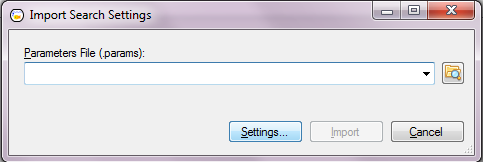 Import Search Settings
Parameters File (.params):
Settings... Import Cancel